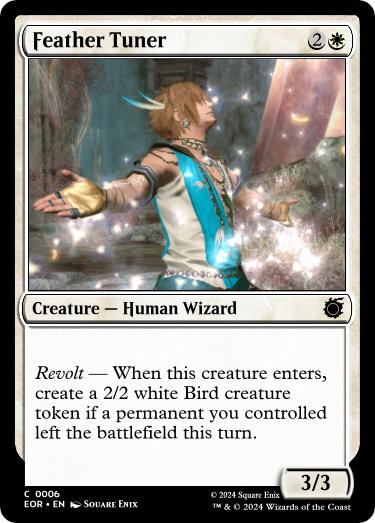 Feather Tuner 2
Creature — Human Wizard
Revolt — When this creature enters,
create a 2/2 white Bird creature
token if a permanent you controlled
left the battlefield this turn.
3/3
C 0006
EOR • EN Square Enix
© 2024 Square Enix
™ & © 2024 Wizards of the Coast